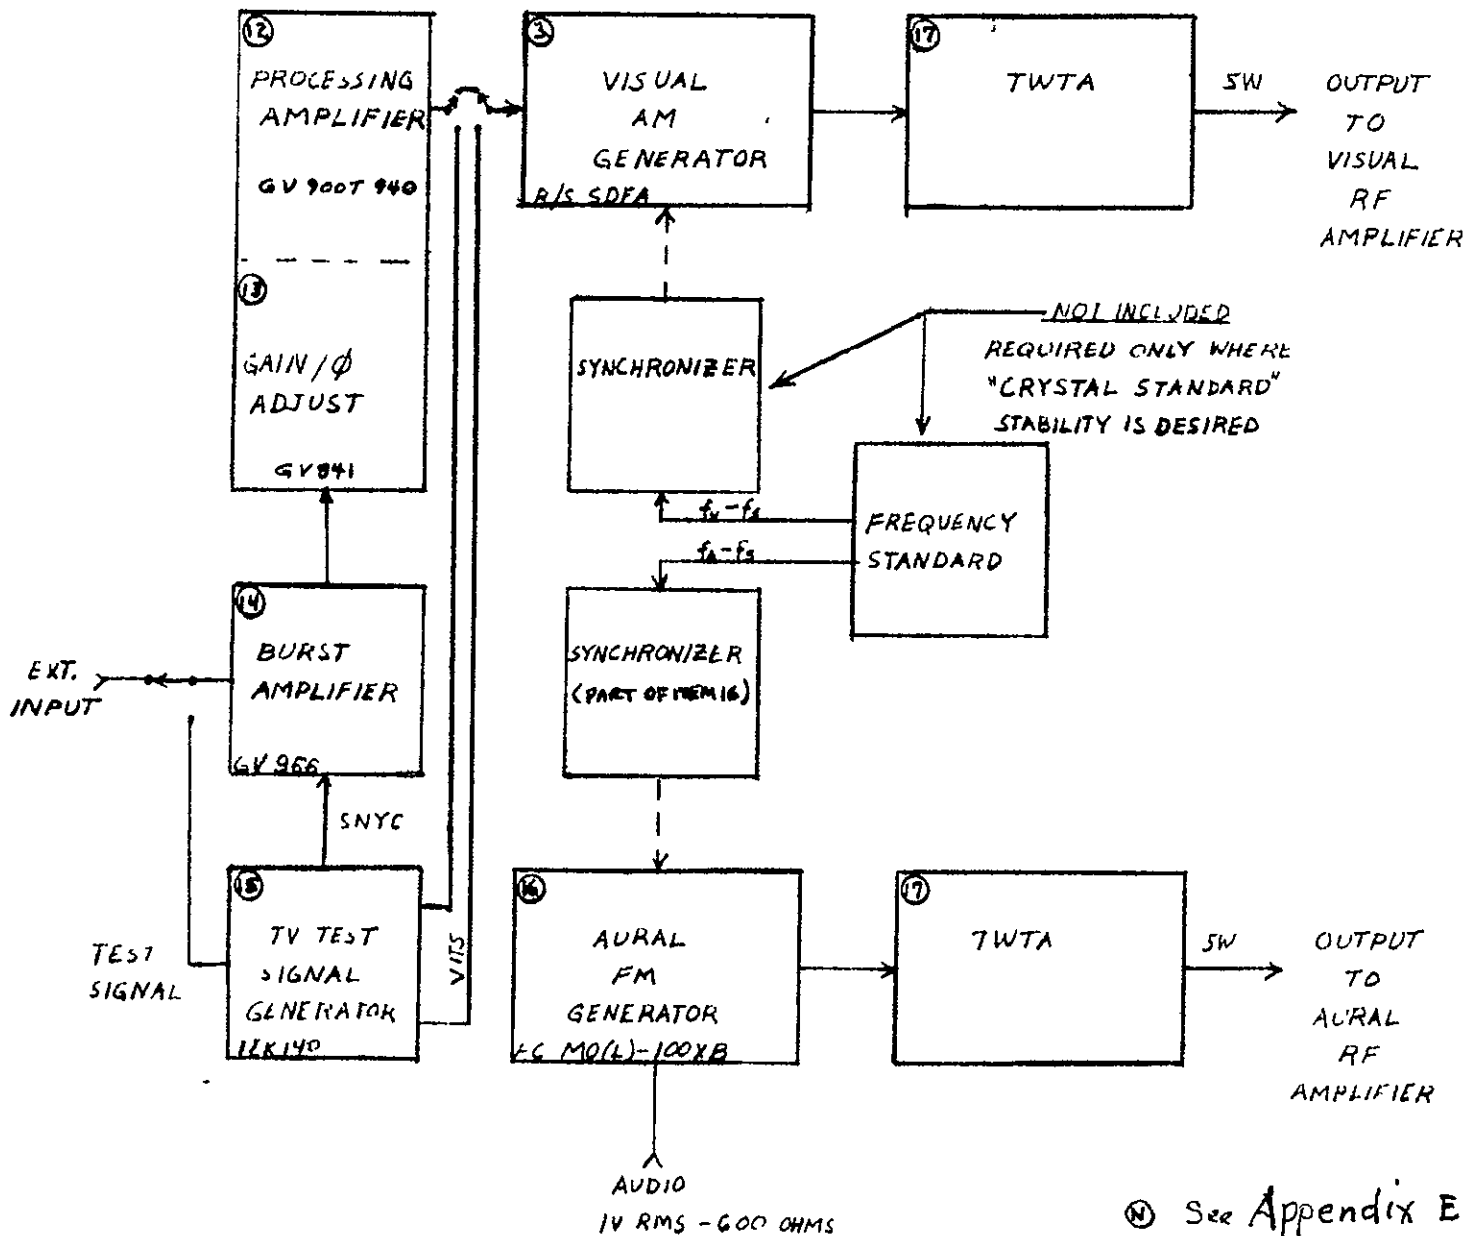 12
PROCESSING
AMPLIFIER
GV 900T 940
13
GAIN/Ø
ADJUST
GV941
14
BURST
AMPLIFIER
GV 966
EXT.
INPUT
SNYC
15
TV TEST
SIGNAL
GENERATOR
TEST
SIGNAL
VITS
3
VISUAL
AM
GENERATOR
R/S SDFA
17
TWTA
5W
OUTPUT
TO
VISUAL
RF
AMPLIFIER
SYNCHRONIZER
NOT INCLUDED
REQUIRED ONLY WHERE
"CRYSTAL STANDARD"
STABILITY IS DESIRED
FREQUENCY
STANDARD
SYNCHRONIZER
(PART OF ITEM 16)
16
AURAL
FM
GENERATOR
MO(L)-100XB
17
TWTA
5W
OUTPUT
TO
AURAL
RF
AMPLIFIER
AUDIO
1V RMS - 600 OHMS
N See Appendix E